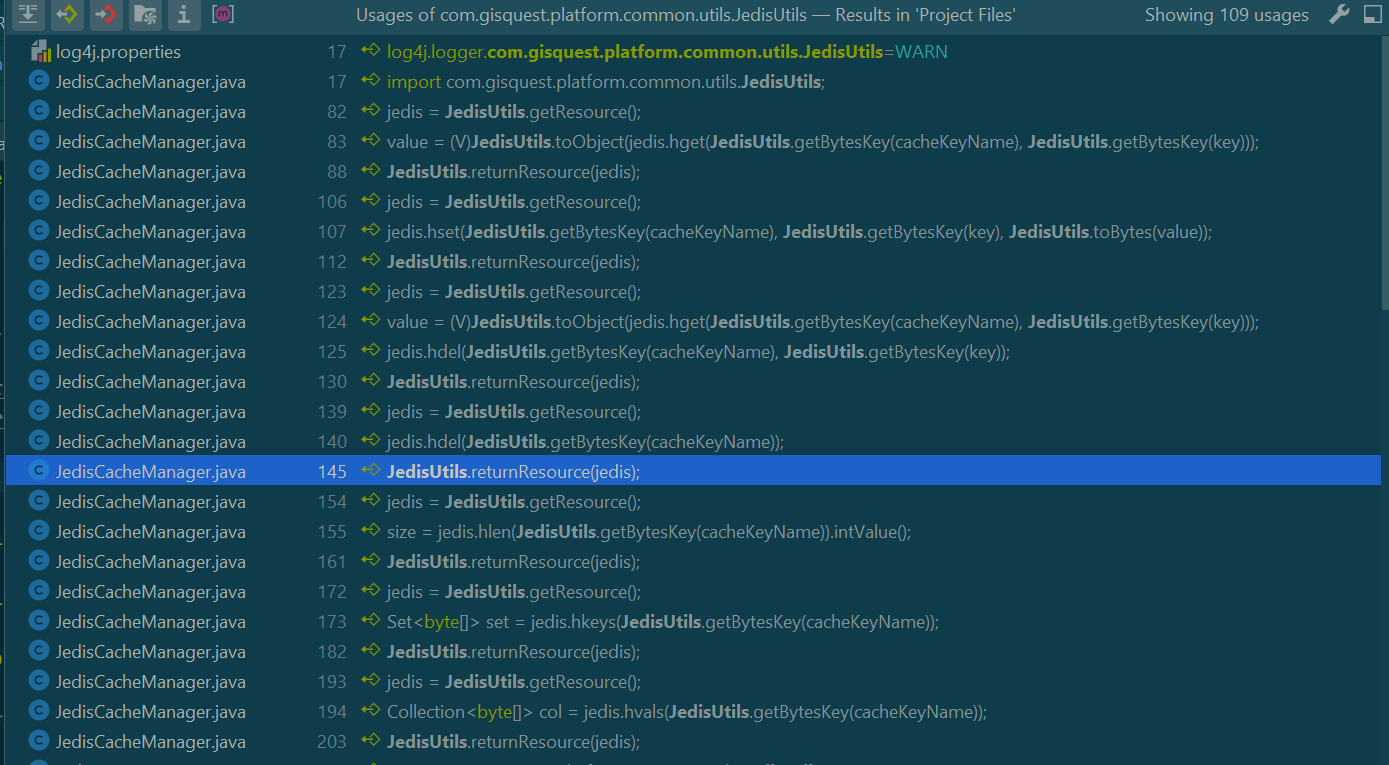 Usages of com.gisquest.platform.common.utils.JedisUtils — Results in 'Project Files' Showing 109 usages
log4j.properties 17 log4j.logger.com.gisquest.platform.common.utils.JedisUtils=WARN
JedisCacheManager.java 17 import com.gisquest.platform.common.utils.JedisUtils;
JedisCacheManager.java 82 jedis = JedisUtils.getResource();
JedisCacheManager.java 83 value = (V)JedisUtils.toObject(jedis.hget(JedisUtils.getBytesKey(cacheKeyName), JedisUtils.getBytesKey(key)));
JedisCacheManager.java 88 JedisUtils.returnResource(jedis);
JedisCacheManager.java 106 jedis = JedisUtils.getResource();
JedisCacheManager.java 107 jedis.hset(JedisUtils.getBytesKey(cacheKeyName), JedisUtils.getBytesKey(key), JedisUtils.toBytes(value));
JedisCacheManager.java 112 JedisUtils.returnResource(jedis);
JedisCacheManager.java 123 jedis = JedisUtils.getResource();
JedisCacheManager.java 124 value = (V)JedisUtils.toObject(jedis.hget(JedisUtils.getBytesKey(cacheKeyName), JedisUtils.getBytesKey(key)));
JedisCacheManager.java 125 jedis.hdel(JedisUtils.getBytesKey(cacheKeyName), JedisUtils.getBytesKey(key));
JedisCacheManager.java 130 JedisUtils.returnResource(jedis);
JedisCacheManager.java 139 jedis = JedisUtils.getResource();
JedisCacheManager.java 140 jedis.hdel(JedisUtils.getBytesKey(cacheKeyName));
JedisCacheManager.java 145 JedisUtils.returnResource(jedis);
JedisCacheManager.java 154 jedis = JedisUtils.getResource();
JedisCacheManager.java 155 size = jedis.hlen(JedisUtils.getBytesKey(cacheKeyName)).intValue();
JedisCacheManager.java 161 JedisUtils.returnResource(jedis);
JedisCacheManager.java 172 jedis = JedisUtils.getResource();
JedisCacheManager.java 173 Set<byte[]> set = jedis.hkeys(JedisUtils.getBytesKey(cacheKeyName));
JedisCacheManager.java 182 JedisUtils.returnResource(jedis);
JedisCacheManager.java 193 jedis = JedisUtils.getResource();
JedisCacheManager.java 194 Collection<byte[]> col = jedis.hvals(JedisUtils.getBytesKey(cacheKeyName));
JedisCacheManager.java 203 JedisUtils.returnResource(jedis);